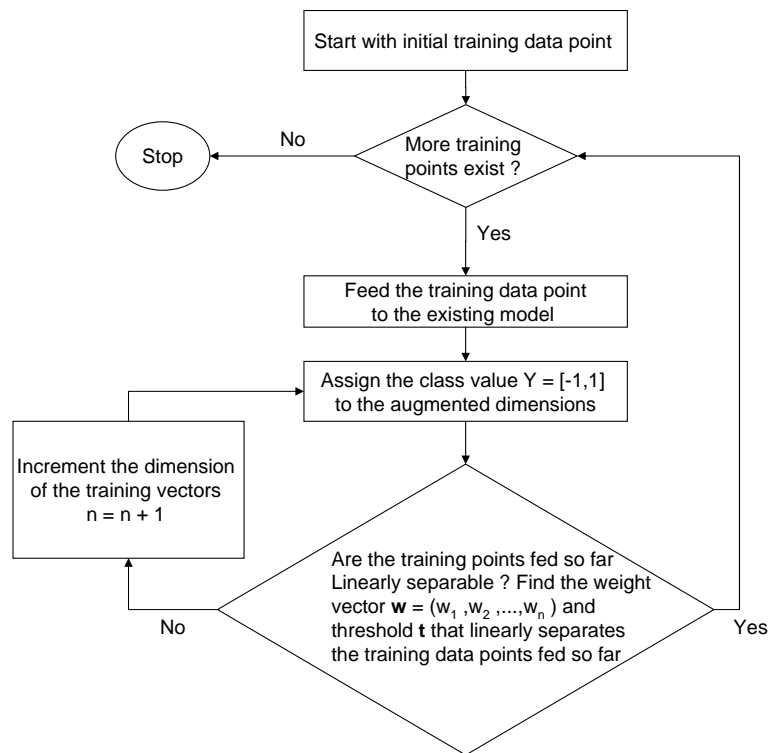 Start with initial training data point
More training
points exist ?
No
Stop
Yes
Feed the training data point
to the existing model
Assign the class value Y = [-1,1]
to the augmented dimensions
Increment the dimension
of the training vectors
n = n + 1
Are the training points fed so far
Linearly separable ? Find the weight
vector w = (w1 ,w2 ,...,wn ) and
threshold t that linearly separates
the training data points fed so far
No
Yes